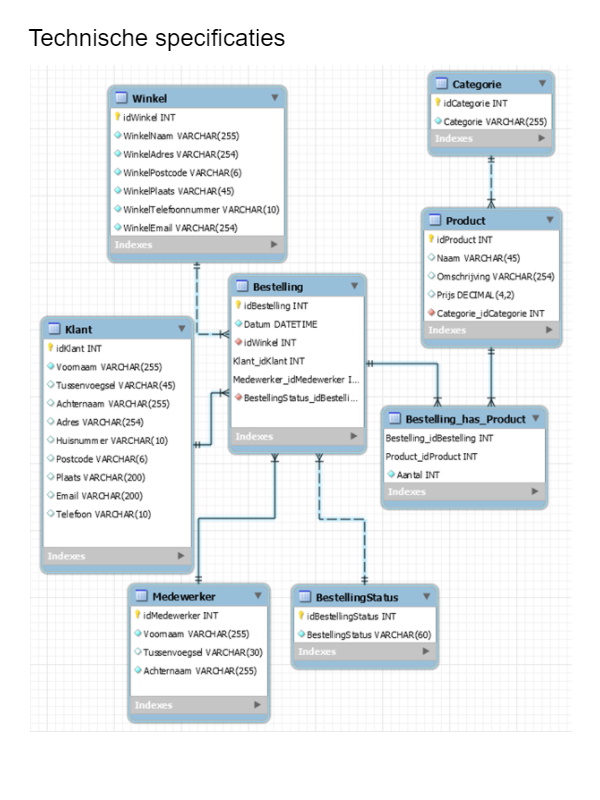 Technische specificaties
Winkel
idWinkel INT
WinkelNaam VARCHAR(255)
WinkelAdres VARCHAR(254)
WinkelPostcode VARCHAR(6)
WinkelPlaats VARCHAR(45)
WinkelTelefoonnummer VARCHAR(10)
WinkelEmail VARCHAR(254)
Indexes
Categorie
idCategorie INT
Categorie VARCHAR(255)
Indexes
Product
idProduct INT
Naam VARCHAR(45)
Omschrijving VARCHAR(254)
Prijs DECIMAL(4,2)
Categorie_idCategorie INT
Indexes
Bestelling
idBestelling INT
Datum DATETIME
idWinkel INT
Klant_idKlant INT
Medewerker_idMedewerker I...
BestellingStatus_idBestelli...
Indexes
Klant
idKlant INT
Voornaam VARCHAR(255)
Tussenvoegsel VARCHAR(45)
Achternaam VARCHAR(255)
Adres VARCHAR(254)
Huisnummer VARCHAR(10)
Postcode VARCHAR(6)
Plaats VARCHAR(200)
Email VARCHAR(200)
Telefoon VARCHAR(10)
Indexes
Bestelling_has_Product
Bestelling_idBestelling INT
Product_idProduct INT
Aantal INT
Indexes
Medewerker
idMedewerker INT
Voornaam VARCHAR(255)
Tussenvoegsel VARCHAR(30)
Achternaam VARCHAR(255)
Indexes
BestellingStatus
idBestellingStatus INT
BestellingStatus VARCHAR(60)
Indexes